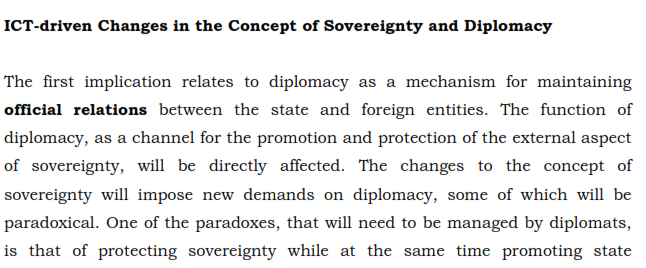 ICT-driven Changes in the Concept of Sovereignty and Diplomacy
The first implication relates to diplomacy as a mechanism for maintaining
official relations between the state and foreign entities. The function of
diplomacy, as a channel for the promotion and protection of the external aspect
of sovereignty, will be directly affected. The changes to the concept of
sovereignty will impose new demands on diplomacy, some of which will be
paradoxical. One of the paradoxes, that will need to be managed by diplomats,
is that of protecting sovereignty while at the same time promoting state